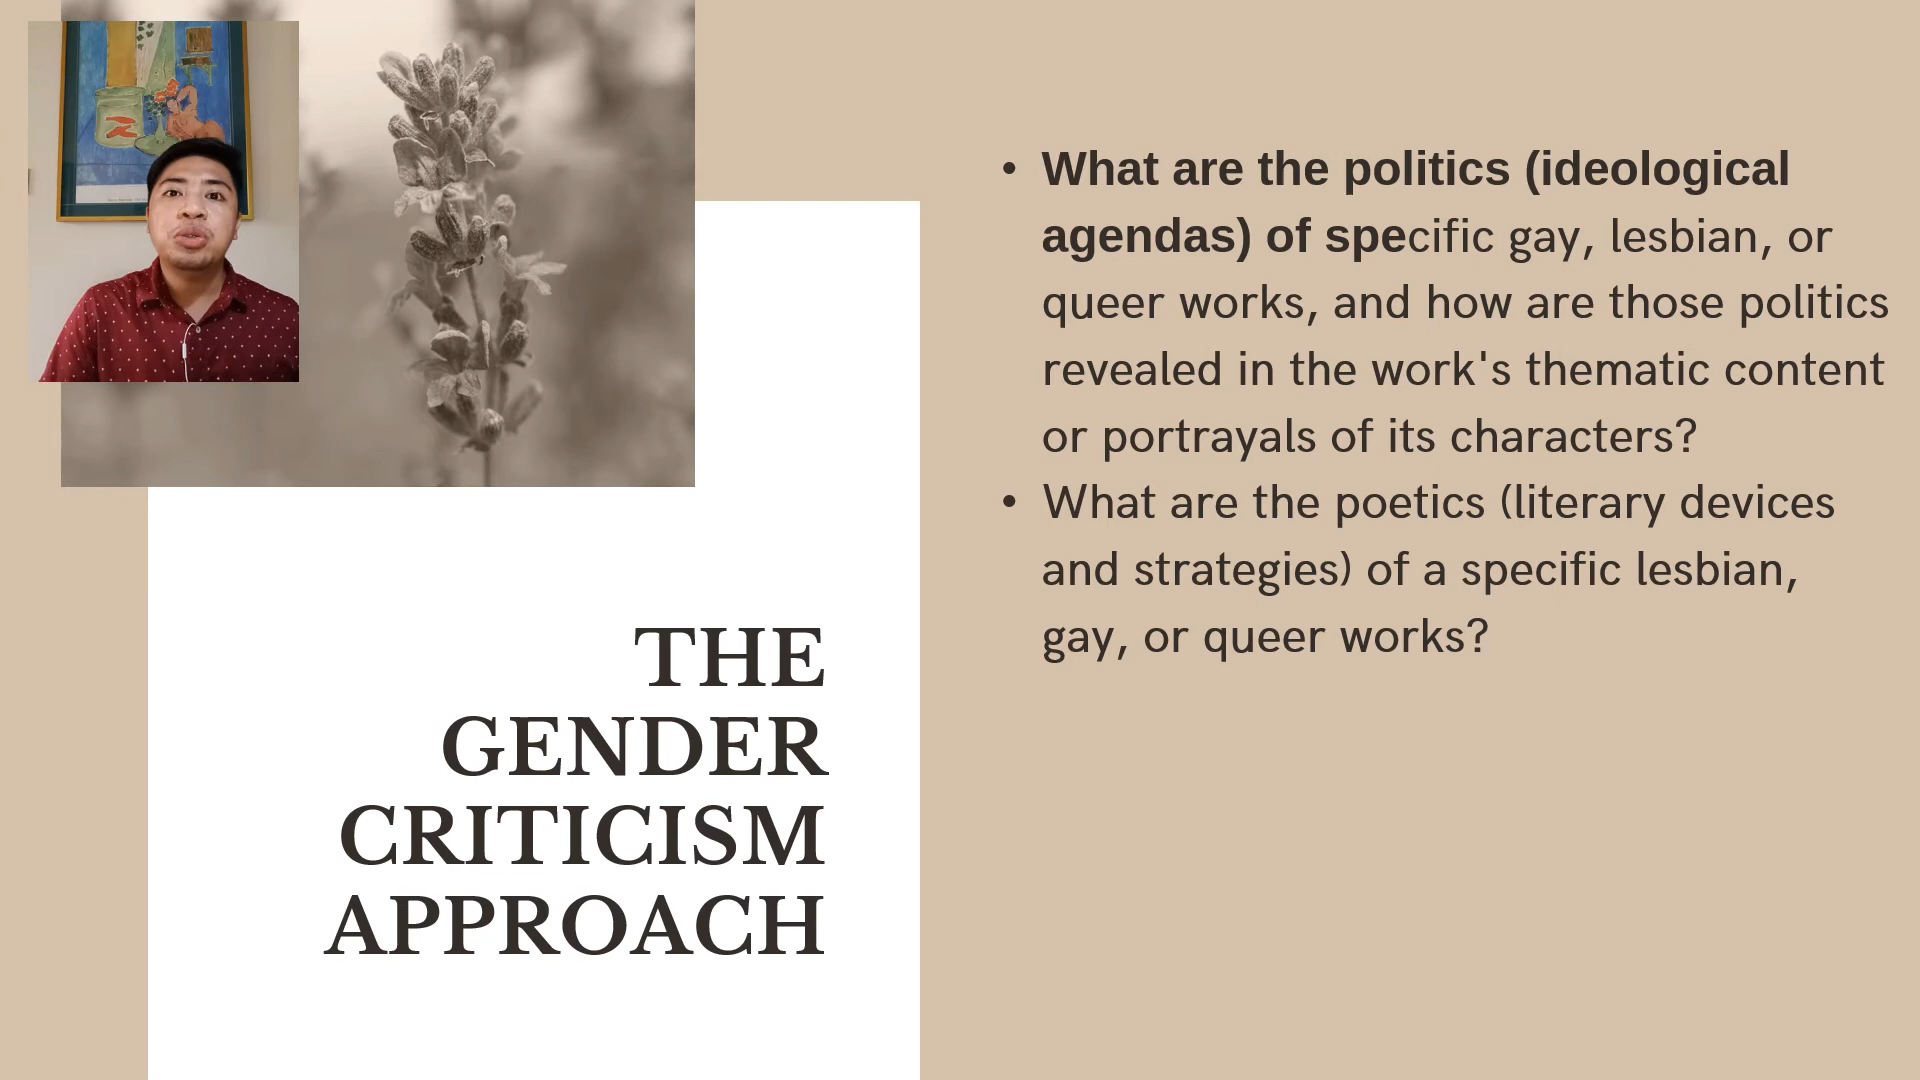 THE
GENDER
CRITICISM
APPROACH
• What are the politics (ideological
agendas) of specific gay, lesbian, or
queer works, and how are those politics
revealed in the work's thematic content
or portrayals of its characters?
• What are the poetics (literary devices
and strategies) of a specific lesbian,
gay, or queer works?